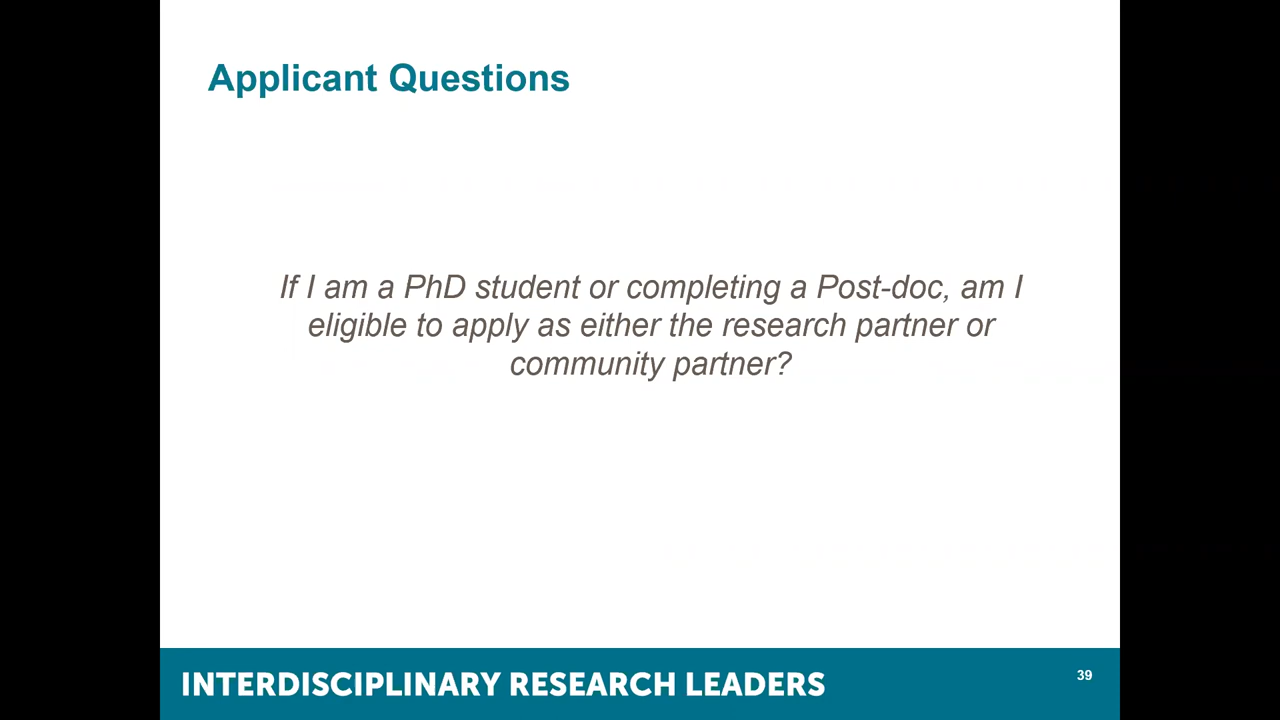 Applicant Questions
If I am a PhD student or completing a Post-doc, am I
eligible to apply as either the research partner or
community partner?
INTERDISCIPLINARY RESEARCH LEADERS
39